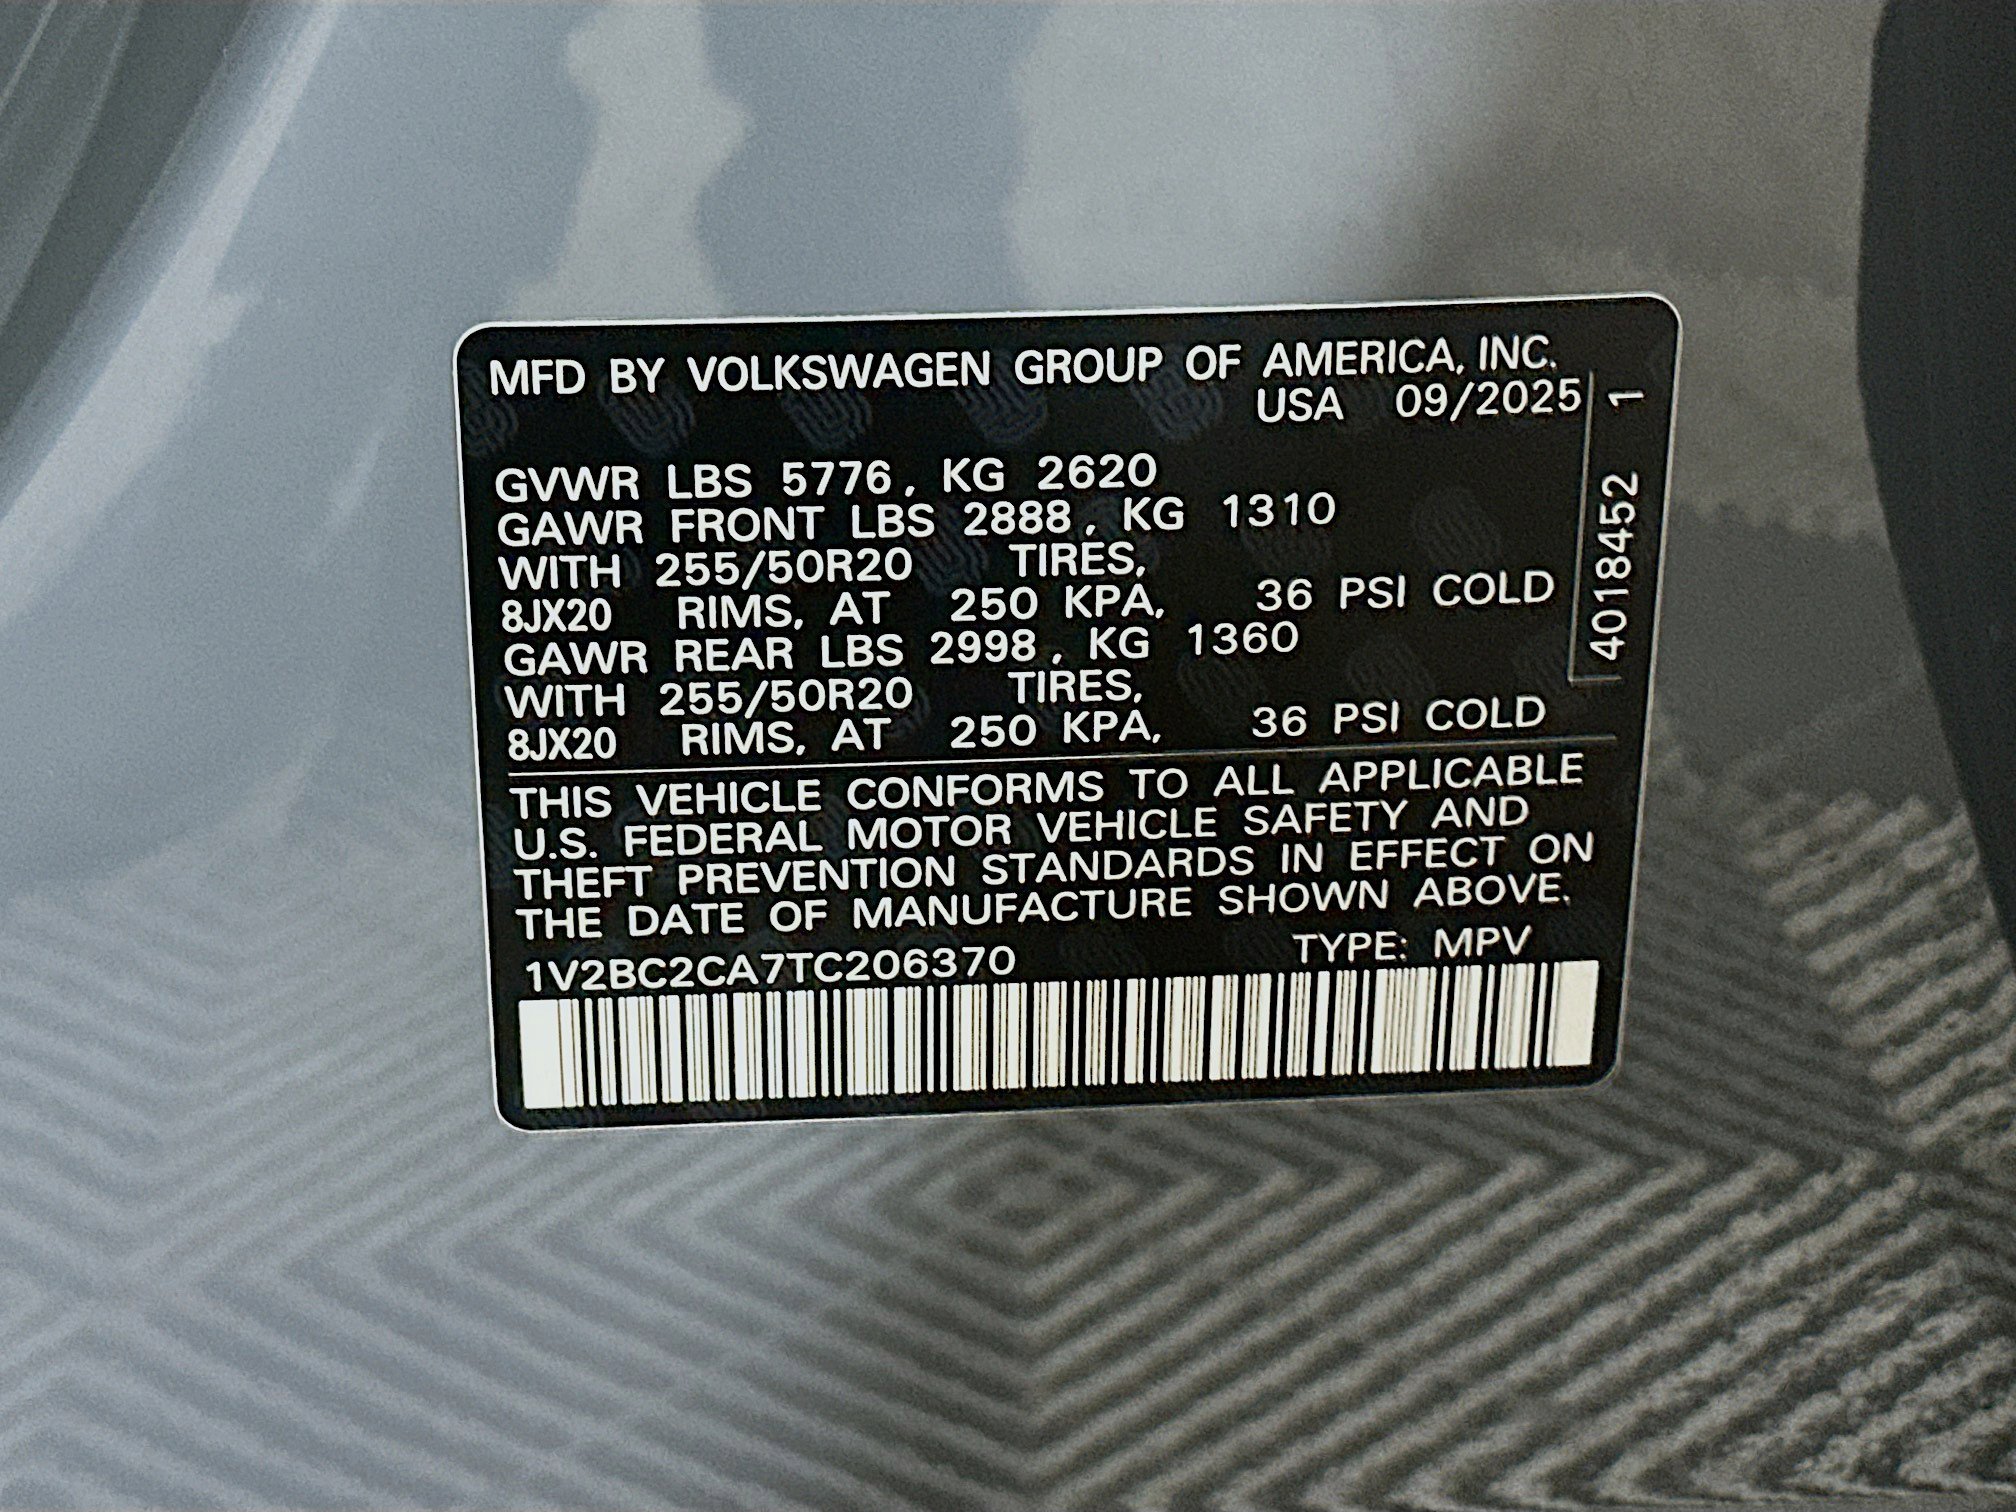 MFD BY VOLKSWAGEN GROUP OF AMERICA, INC.
USA 09/2025
GVWR LBS 5776, KG 2620
GAWR FRONT LBS 2888, KG 1310
WITH 255/50R20 TIRES,
8JX20 RIMS, AT 250 KPA, 36 PSI COLD
GAWR REAR LBS 2998, KG 1360
WITH 255/50R20 TIRES,
8JX20 RIMS, AT 250 KPA, 36 PSI COLD
THIS VEHICLE CONFORMS TO ALL APPLICABLE
U.S. FEDERAL MOTOR VEHICLE SAFETY AND
THEFT PREVENTION STANDARDS IN EFFECT ON
THE DATE OF MANUFACTURE SHOWN ABOVE.
1V2BC2CA7TC206370 TYPE: MPV
4018452 1